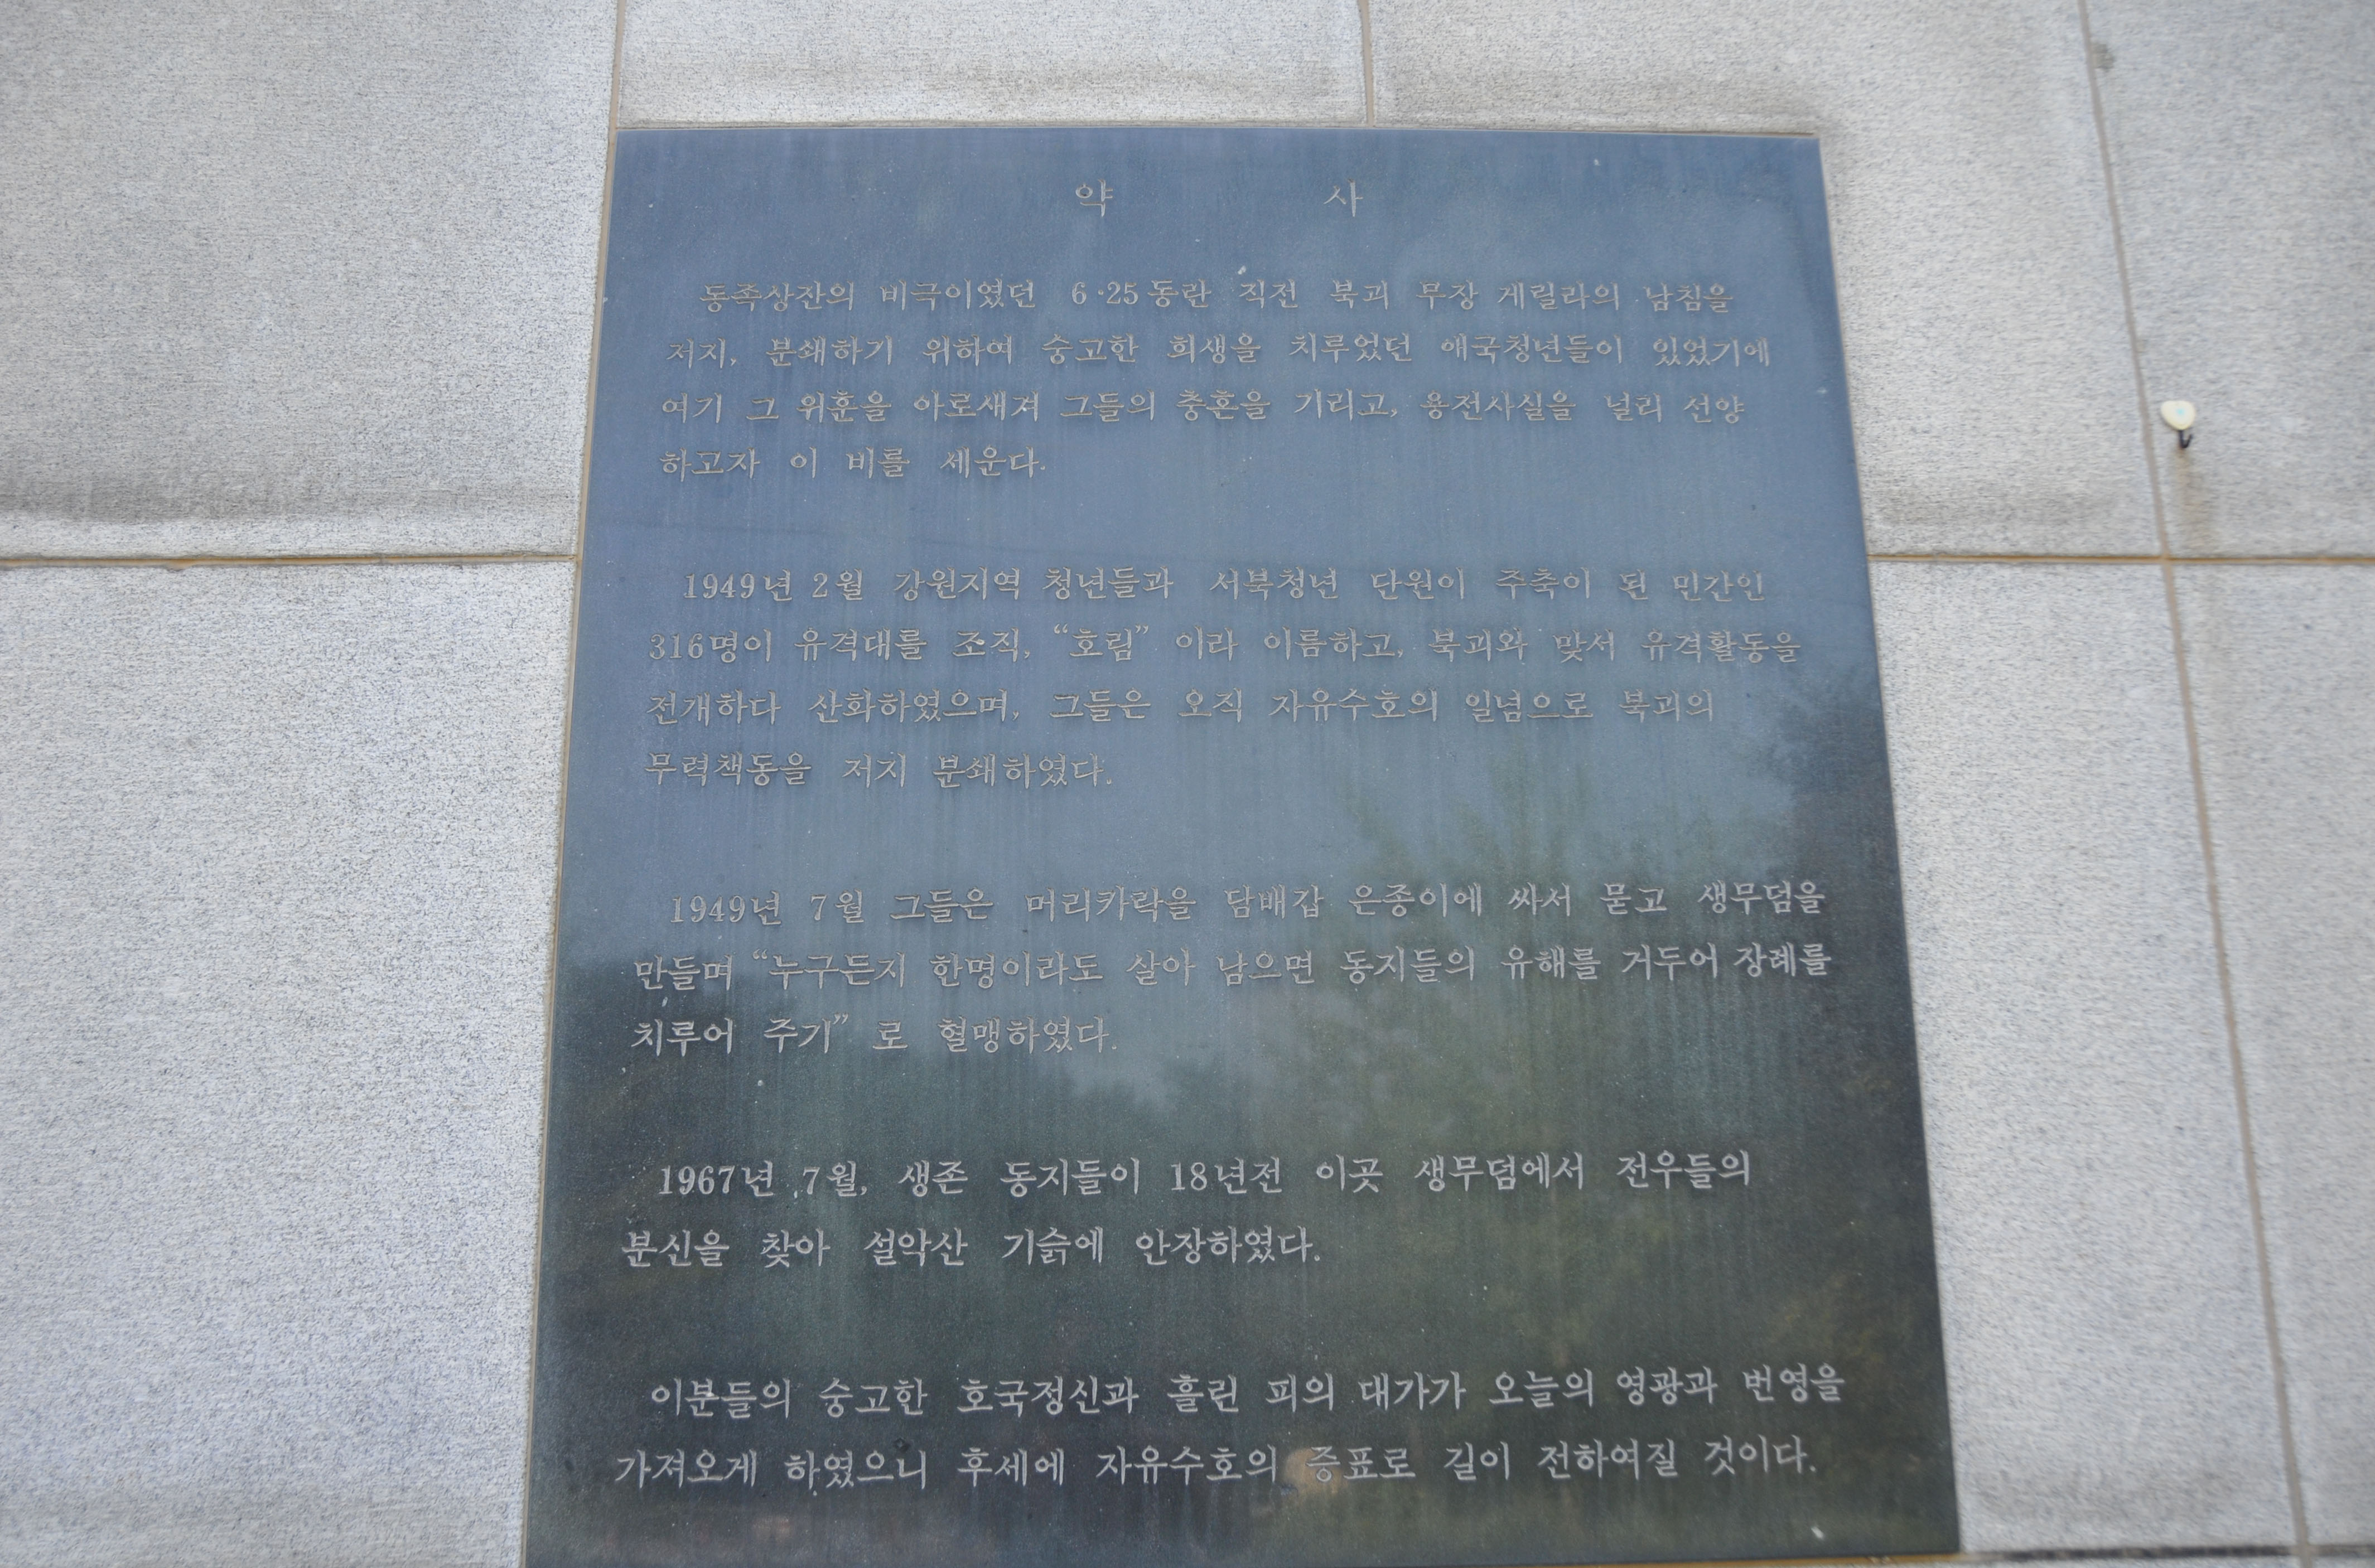 약 사
동족상잔의 비극이였던 6·25동란 직전 북괴 무장 게릴라의 남침을
저지, 분쇄하기 위하여 숭고한 희생을 치루었던 애국청년들이 있었기에
여기 그 위훈을 아로새겨 그들의 충혼을 기리고, 용전사실을 널리 선양
하고자 이 비를 세운다.
1949년 2월 강원지역 청년들과 서북청년 단원이 주축이 된 민간인
316명이 유격대를 조직, “호림” 이라 이름하고, 북괴와 맞서 유격활동을
전개하다 산화하였으며, 그들은 오직 자유수호의 일념으로 북괴의
무력책동을 저지 분쇄하였다.
1949년 7월 그들은 머리카락을 담배갑 은종이에 싸서 묻고 생무덤을
만들며 “누구든지 한명이라도 살아 남으면 동지들의 유해를 거두어 장례를
치루어 주기” 로 혈맹하였다.
1967년 7월, 생존 동지들이 18년전 이곳 생무덤에서 전우들의
분신을 찾아 설악산 기슭에 안장하였다.
이분들의 숭고한 호국정신과 흘린 피의 대가가 오늘의 영광과 번영을
가져오게 하였으니 후세에 자유수호의 증표로 길이 전하여질 것이다.